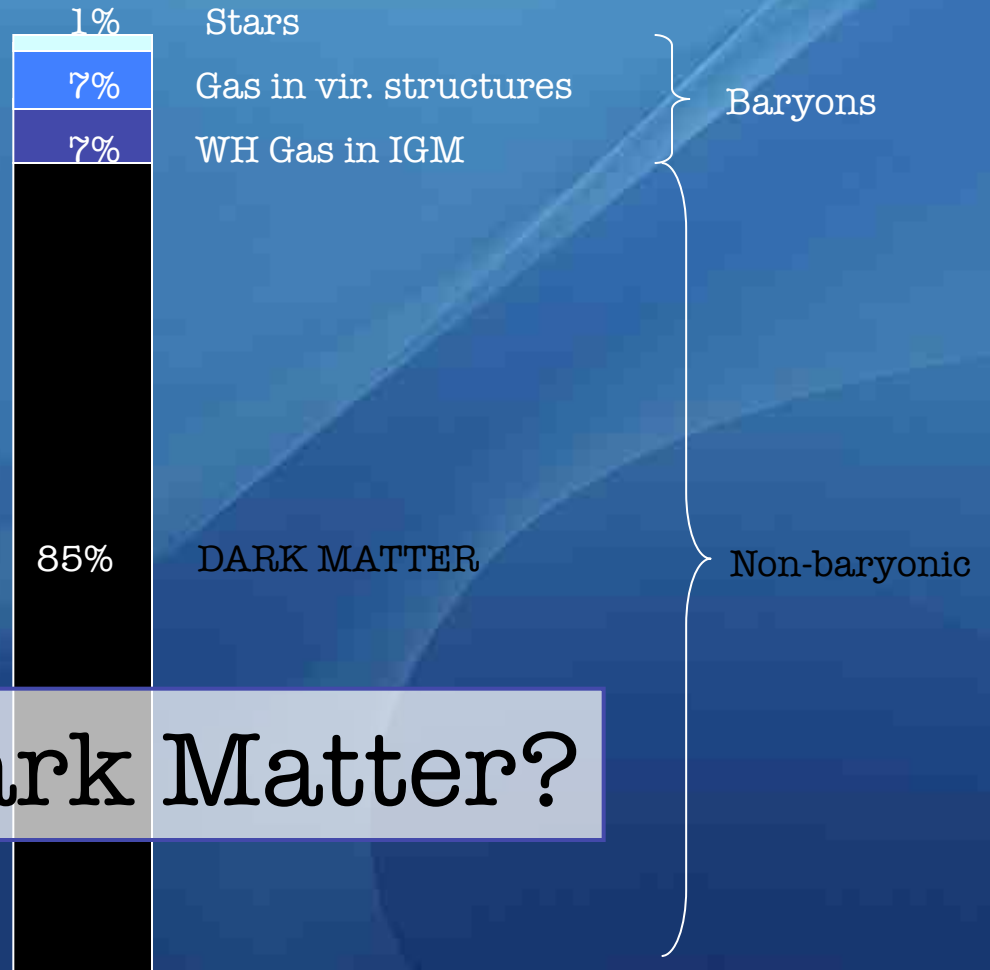 1% Stars
7% Gas in vir. structures
Baryons
7% WH Gas in IGM
85% DARK MATTER
Non-baryonic
Matter?